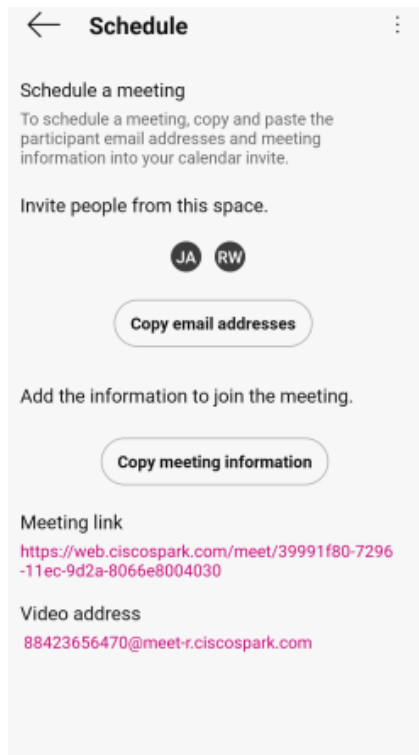 Schedule
Schedule a meeting
To schedule a meeting, copy and paste the
participant email addresses and meeting
information into your calendar invite.
Invite people from this space.
JA RW
Copy email addresses
Add the information to join the meeting.
Copy meeting information
Meeting link
https://web.ciscospark.com/meet/39991f80-7296
-11ec-9d2a-8066e8004030
Video address
88423656470@meet-r.ciscospark.com